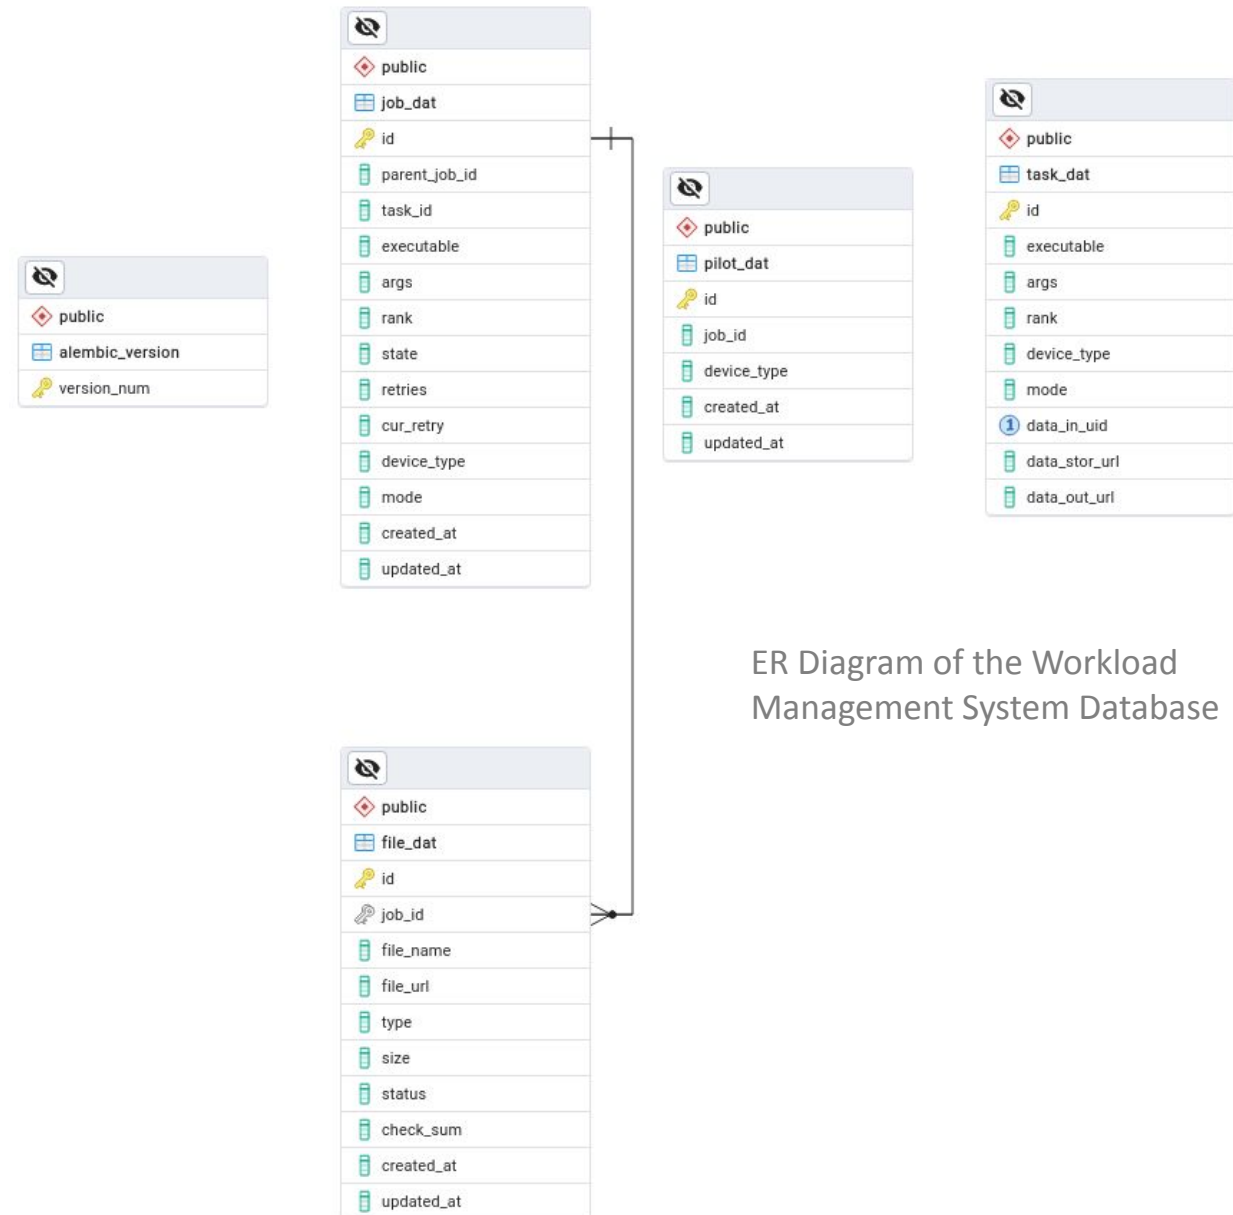 public
job_dat
id
parent_job_id
task_id
executable
args
rank
state
retries
cur_retry
device_type
mode
created_at
updated_at
public
alembic_version
version_num
public
pilot_dat
id
job_id
device_type
created_at
updated_at
public
task_dat
id
executable
args
rank
device_type
mode
1 data_in_uid
data_stor_url
data_out_url
ER Diagram of the Workload
Management System Database
public
file_dat
id
job_id
file_name
file_url
type
size
status
check_sum
created_at
updated_at